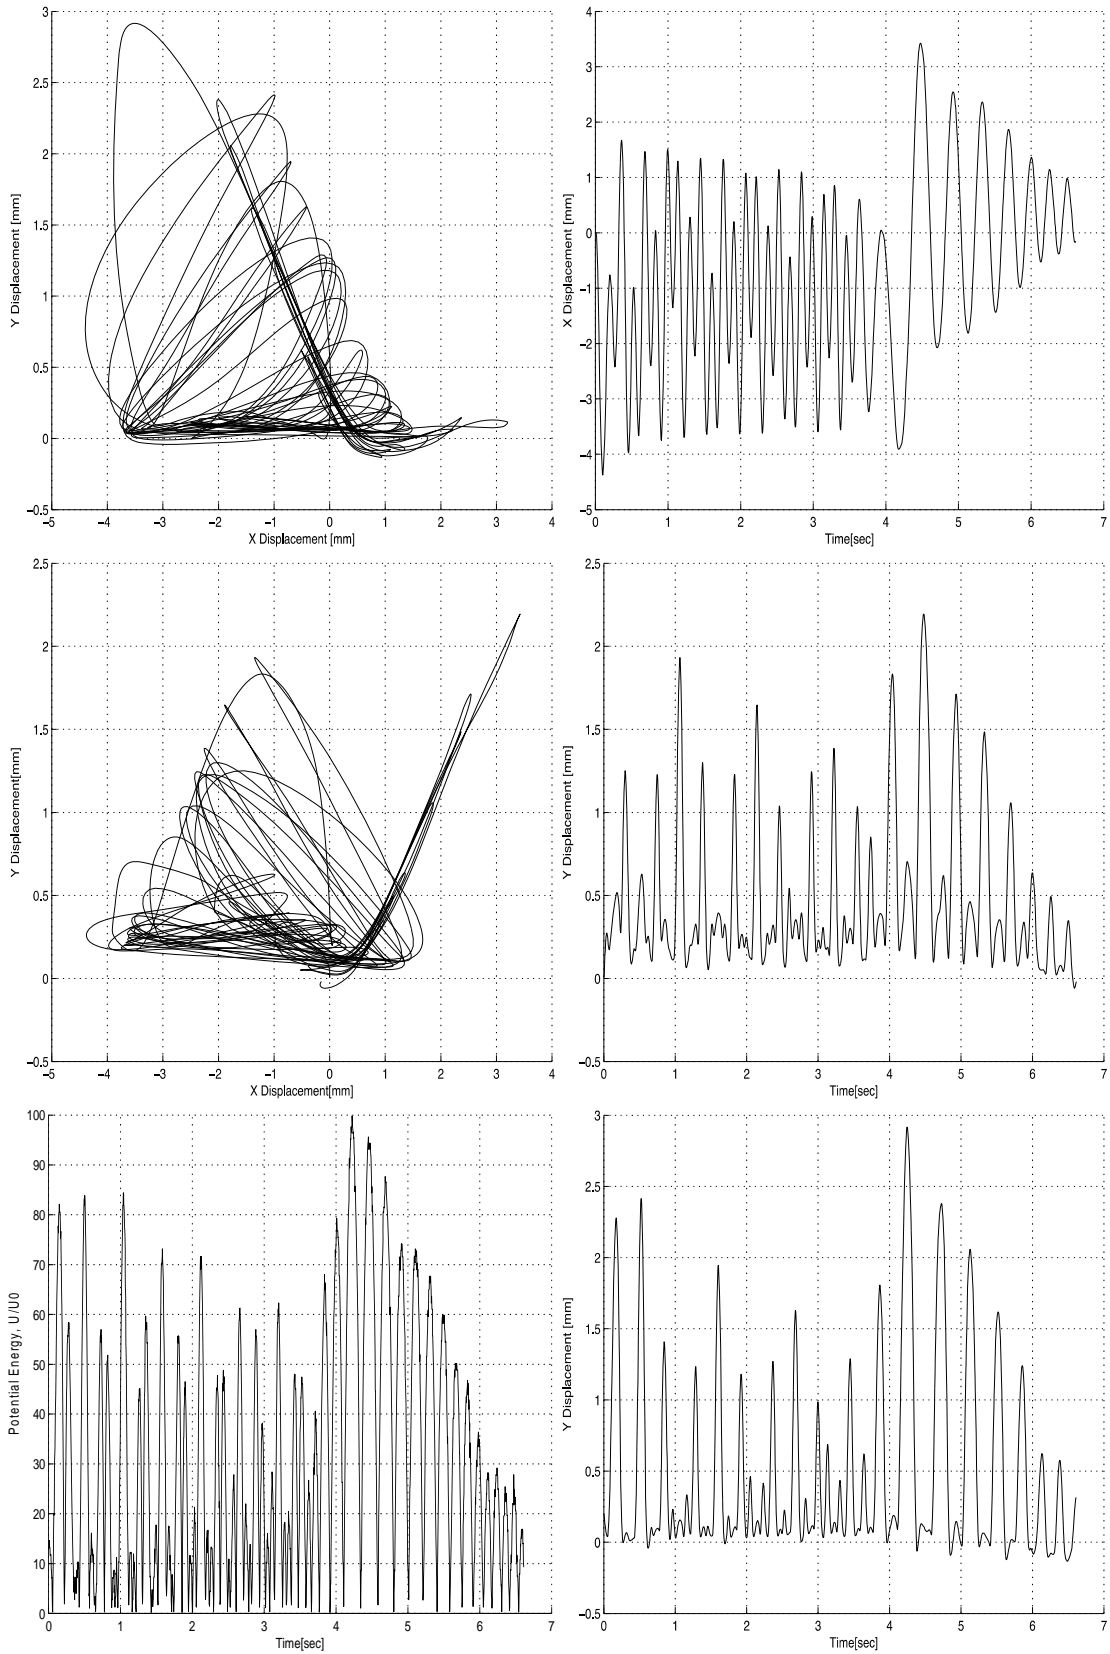 3
2.5
2
1.5
1
0.5
0
−0.5
−5 −4 −3 −2 −1 0 1 2 3 4
X Displacement [mm]
Y Displacement [mm]
4
3
2
1
0
−1
−2
−3
−4
−5
0 1 2 3 4 5 6 7
Time[sec]
X Displacement [mm]
2.5
2
1.5
1
0.5
0
−0.5
−5 −4 −3 −2 −1 0 1 2 3 4
X Displacement[mm]
Y Displacement[mm]
2.5
2
1.5
1
0.5
0
−0.5
0 1 2 3 4 5 6 7
Time[sec]
Y Displacement [mm]
100
90
80
70
60
50
40
30
20
10
0
0 1 2 3 4 5 6 7
Time[sec]
Potential Energy, U/U0
3
2.5
2
1.5
1
0.5
0
−0.5
0 1 2 3 4 5 6 7
Time[sec]
Y Displacement [mm]